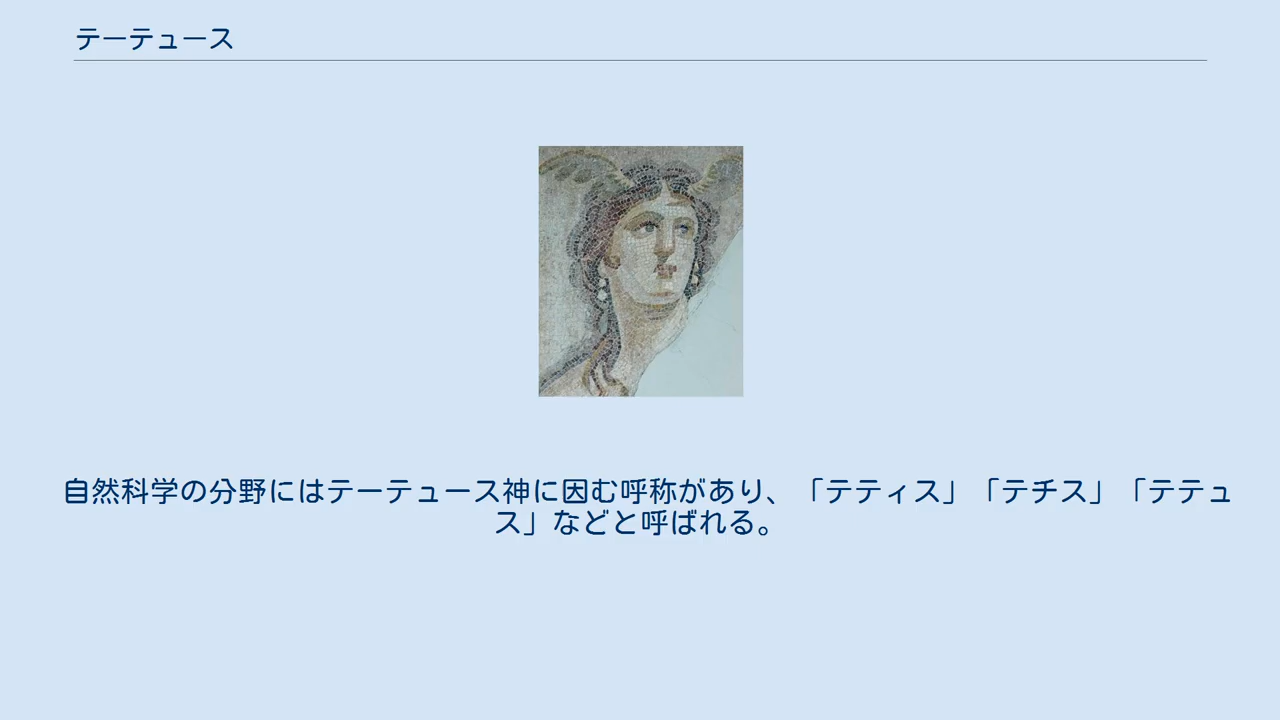 テーテュース
自然科学の分野にはテーテュース神に因む呼称があり、「テティス」「テチス」「テテュ
ス」などと呼ばれる。